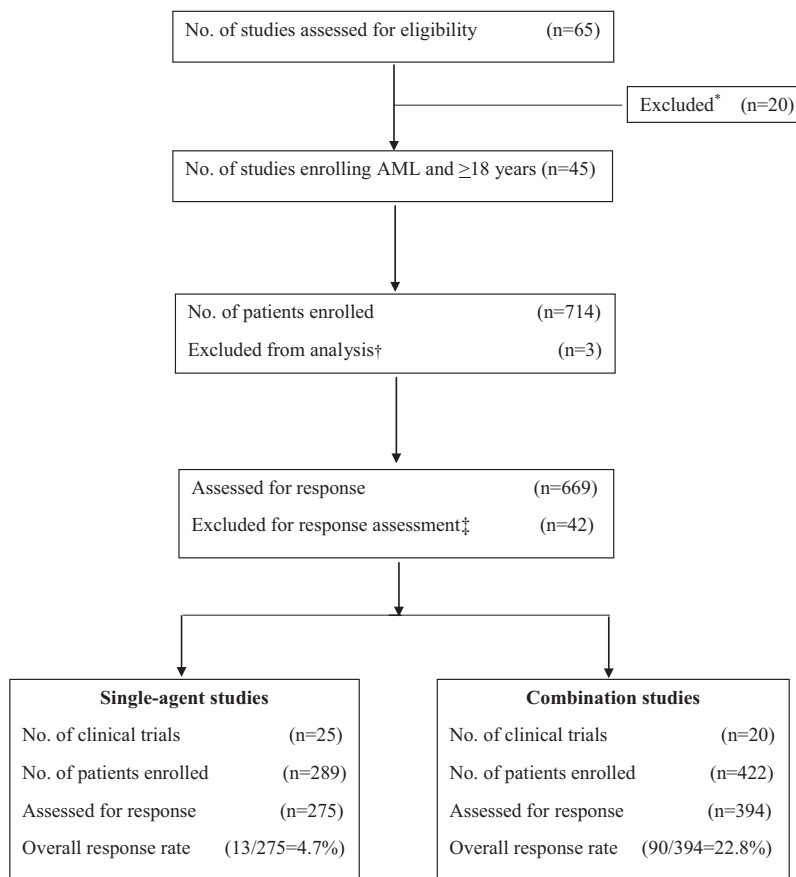 No. of studies assessed for eligibility (n=65)
Excluded* (n=20)
No. of studies enrolling AML and ≥18 years (n=45)
No. of patients enrolled (n=714)
Excluded from analysis† (n=3)
Assessed for response (n=669)
Excluded for response assessment‡ (n=42)
Single-agent studies
No. of clinical trials (n=25)
No. of patients enrolled (n=289)
Assessed for response (n=275)
Overall response rate (13/275=4.7%)
Combination studies
No. of clinical trials (n=20)
No. of patients enrolled (n=422)
Assessed for response (n=394)
Overall response rate (90/394=22.8%)